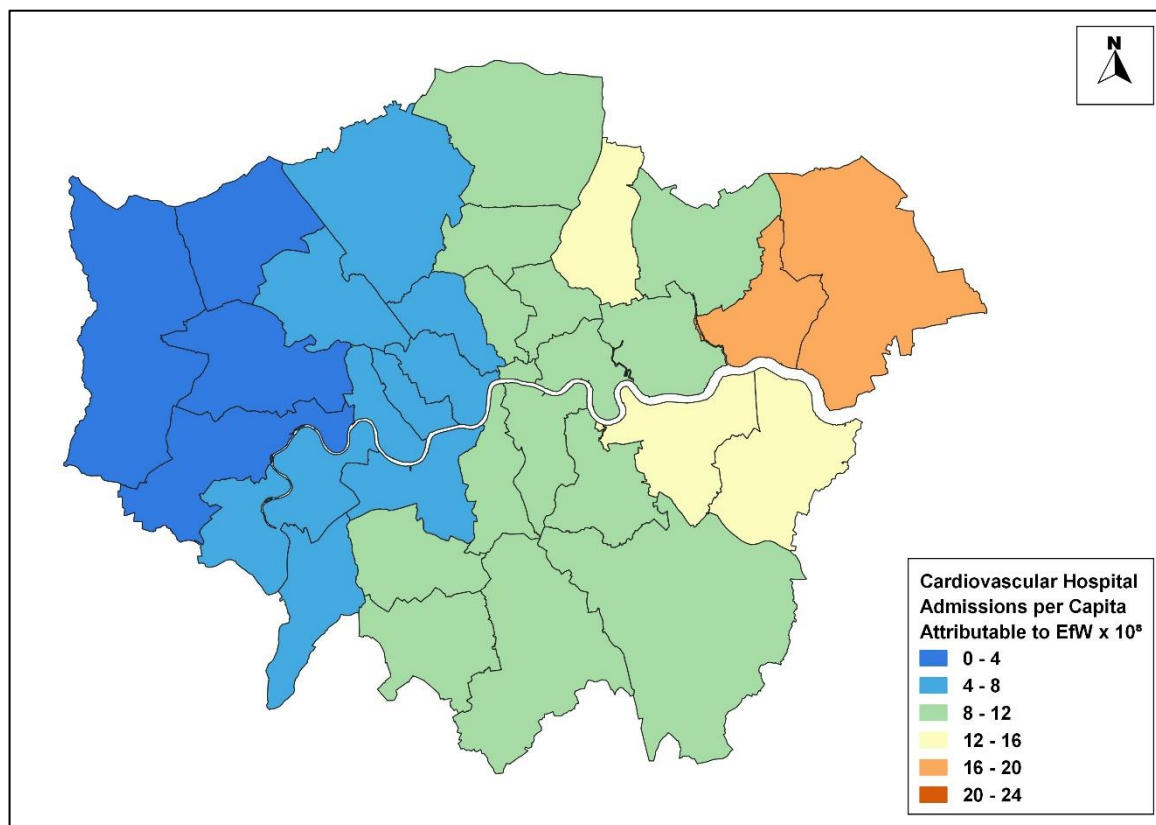 N
Cardiovascular Hospital
Admissions per Capita
Attributable to EfW x 10⁸
0 - 4
4 - 8
8 - 12
12 - 16
16 - 20
20 - 24